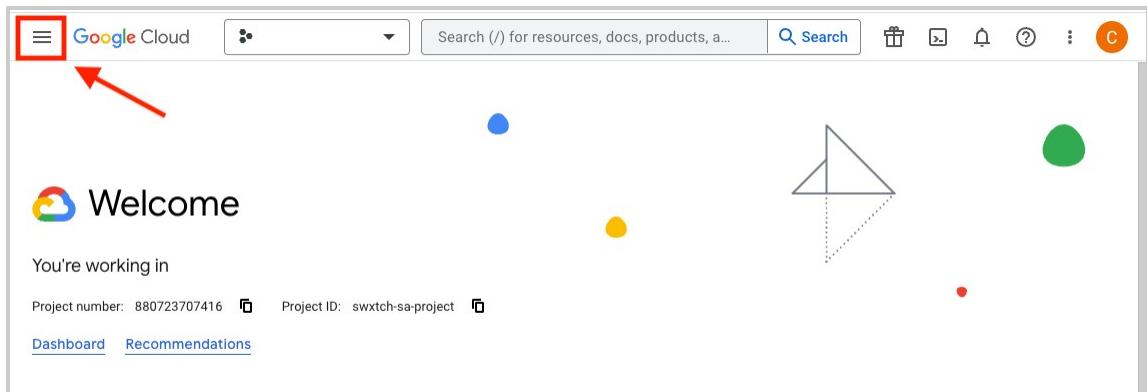 Google Cloud Search (/) for resources, docs, products, a... Search C
Welcome
You're working in
Project number: 880723707416 Project ID: swxtch-sa-project
Dashboard Recommendations